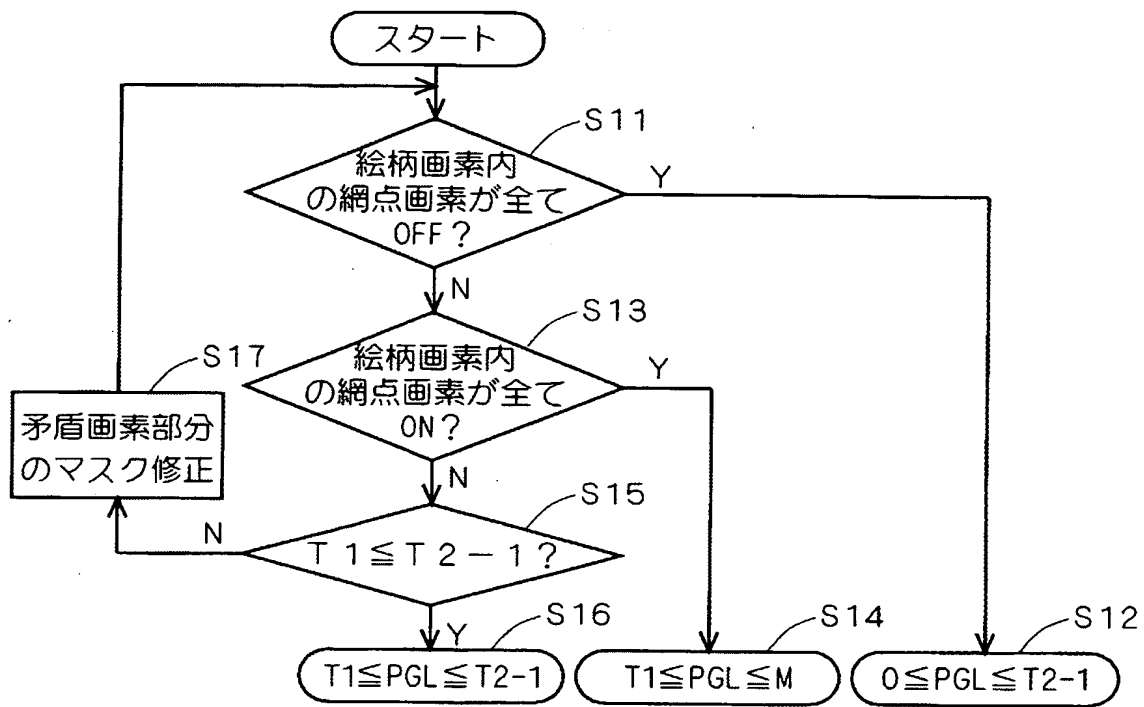 スタート
S11
絵柄画素内
の網点画素が全て
OFF?
Y
N
S13
絵柄画素内
の網点画素が全て
ON?
Y
S17
矛盾画素部分
のマスク修正
N
S15
T1≦T2-1?
N
Y
S16
T1≦PGL≦T2-1
S14
T1≦PGL≦M
S12
0≦PGL≦T2-1